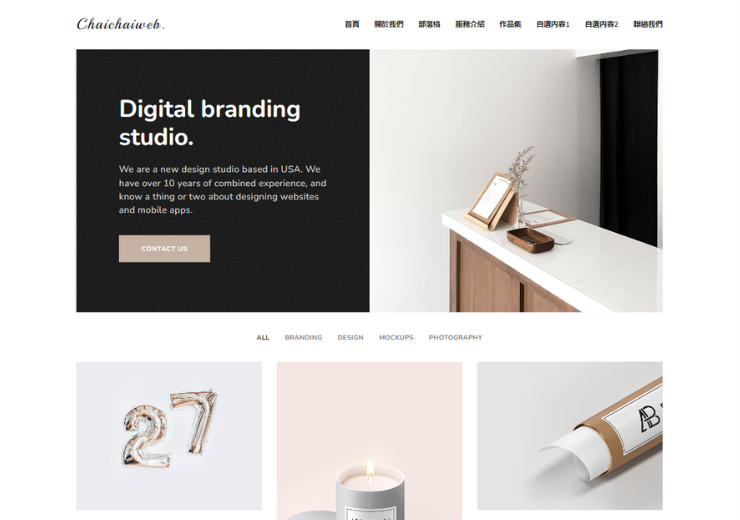 Chaichaiweb.
首頁 關於我們 部落格 服務介紹 作品集 自選內容1 自選內容2 聯絡我們
Digital branding
studio.
We are a new design studio based in USA. We
have over 10 years of combined experience, and
know a thing or two about designing websites
and mobile apps.
CONTACT US
ALL BRANDING DESIGN MOCKUPS PHOTOGRAPHY
27